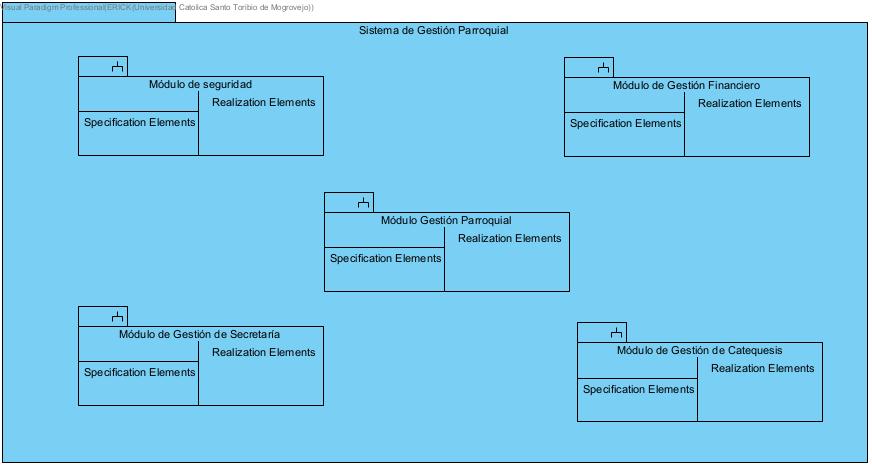 Visual Paradigm Professional(ERICK(Universidad Catolica Santo Toribio de Mogrovejo))
Sistema de Gestión Parroquial
Módulo de seguridad
Realization Elements
Specification Elements
Módulo de Gestión Financiero
Realization Elements
Specification Elements
Módulo Gestión Parroquial
Realization Elements
Specification Elements
Módulo de Gestión de Secretaría
Realization Elements
Specification Elements
Módulo de Gestión de Catequesis
Realization Elements
Specification Elements